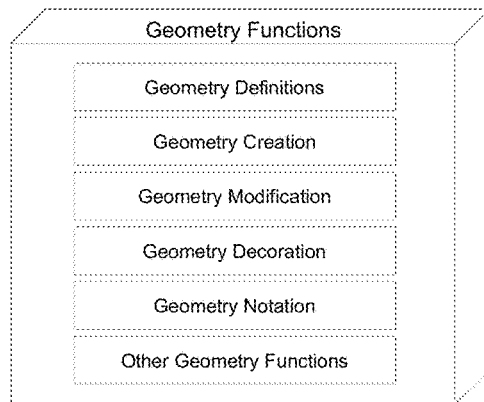 Geometry Functions
Geometry Definitions
Geometry Creation
Geometry Modification
Geometry Decoration
Geometry Notation
Other Geometry Functions